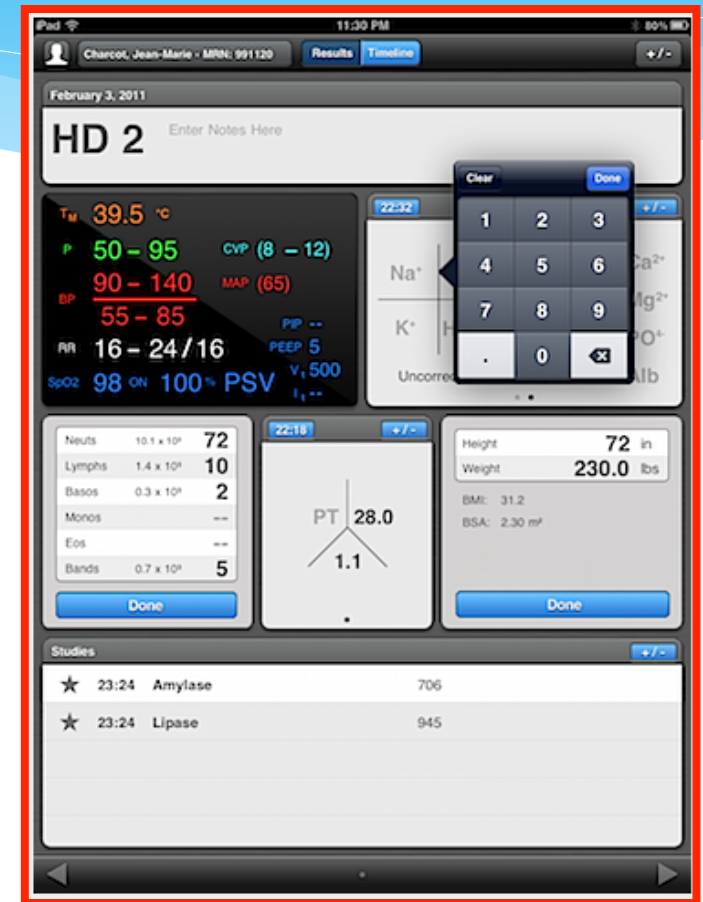 iPad 11:30 PM 80%
Charcot, Jean-Marie - MRN: 991120 Results Timeline +/-
February 3, 2011
HD 2 Enter Notes Here
Clear Done
1 2 3
4 5 6
7 8 9
. 0
TM 39.5 °C
P 50 – 95 CVP (8 – 12)
BP 90 – 140 MAP (65)
55 – 85
PIP --
RR 16 – 24 / 16 PEEP 5
SpO2 98 ON 100% PSV Vt 500
It --
22:32 +/-
Na⁺ Ca²⁺
Mg²⁺
K⁺ H PO⁴⁻
Uncorre Alb
Neuts 10.1 x 10⁹ 72
Lymphs 1.4 x 10⁹ 10
Basos 0.3 x 10⁹ 2
Monos --
Eos --
Bands 0.7 x 10⁹ 5
Done
22:18 +/-
PT 28.0
1.1
Height 72 in
Weight 230.0 lbs
BMI: 31.2
BSA: 2.30 m²
Done
Studies +/-
23:24 Amylase 706
23:24 Lipase 945